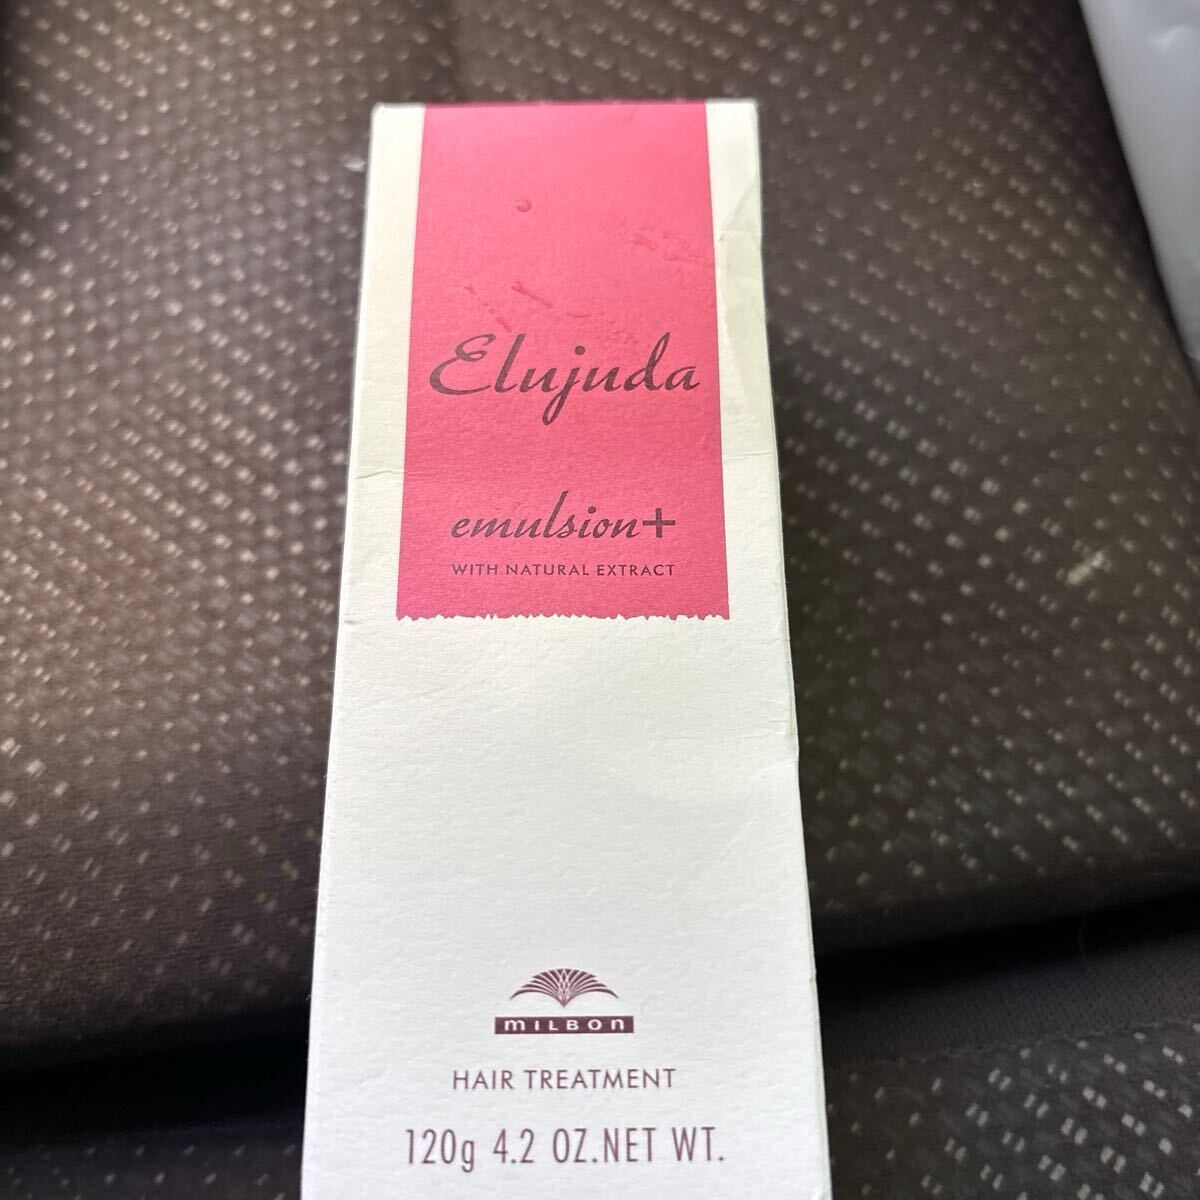 Elujuda
emulsion+
WITH NATURAL EXTRACT
MILBON
HAIR TREATMENT
120g 4.2 OZ.NET WT.